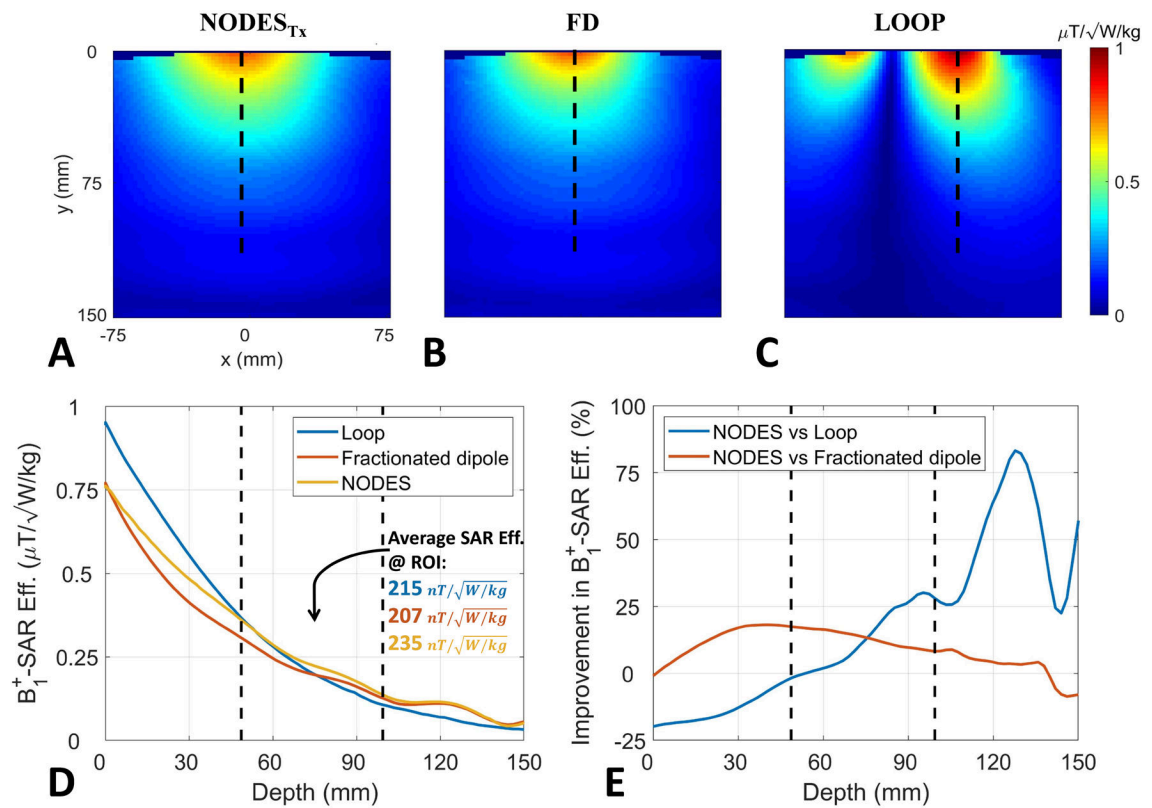 NODESTx
FD
LOOP
μT/√W/kg
0
75
150
y (mm)
-75
0
75
x (mm)
A
B
C
1
0.5
0
1
0.75
0.5
0.25
0
B1+-SAR Eff. (μT/√W/kg)
Loop
Fractionated dipole
NODES
Average SAR Eff.
@ ROI:
215 nT/√W/kg
207 nT/√W/kg
235 nT/√W/kg
0 30 60 90 120 150
Depth (mm)
D
100
75
50
25
0
-25
Improvement in B1+-SAR Eff. (%)
NODES vs Loop
NODES vs Fractionated dipole
0 30 60 90 120 150
Depth (mm)
E